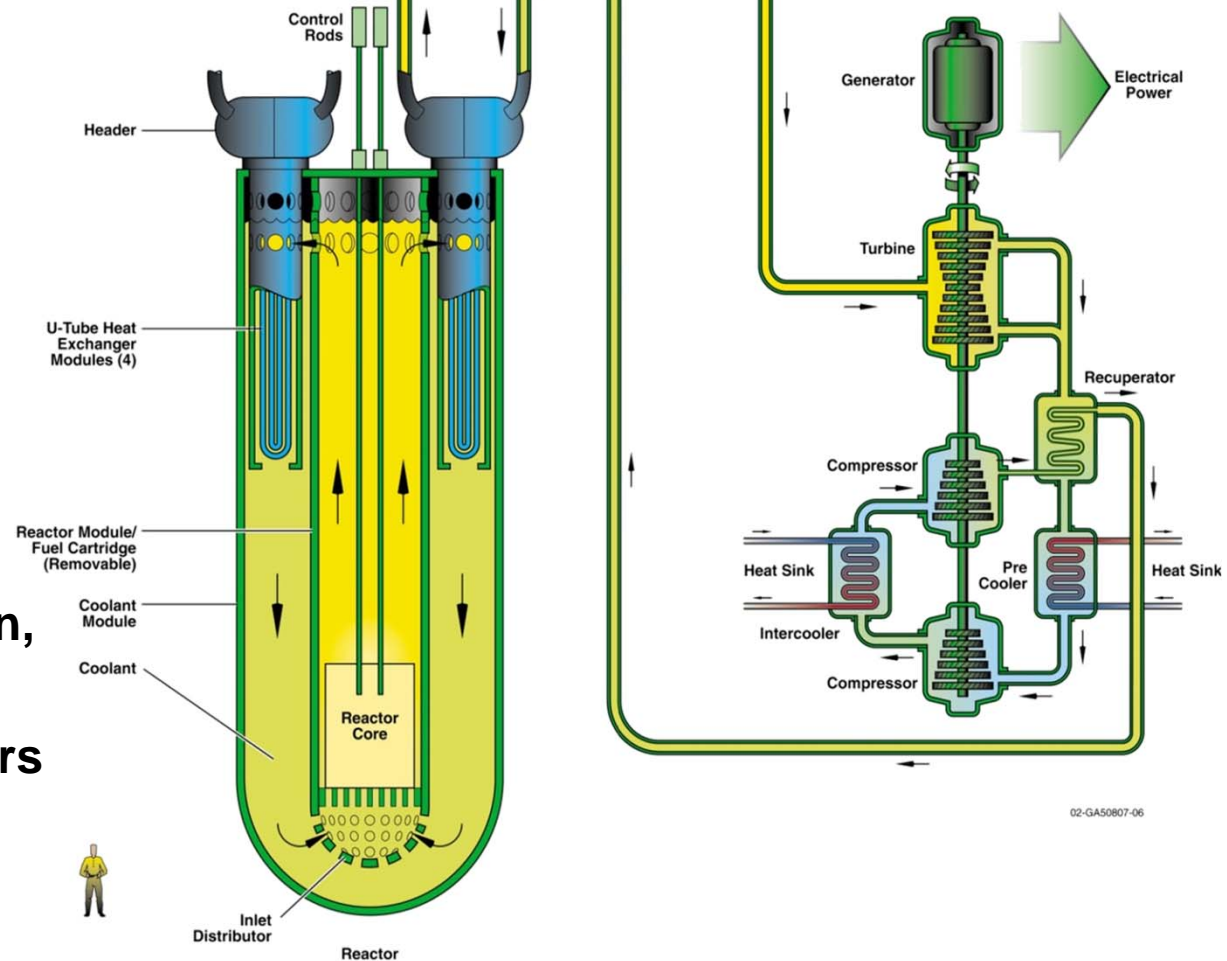 Control
Rods
Header
U-Tube Heat
Exchanger
Modules (4)
Reactor Module/
Fuel Cartridge
(Removable)
Coolant
Module
n,
Coolant
rs
Reactor
Core
Inlet
Distributor
Reactor
Generator
Electrical
Power
Turbine
Recuperator
Compressor
Heat Sink
Pre
Cooler
Heat Sink
Intercooler
Compressor
02-GA50807-06